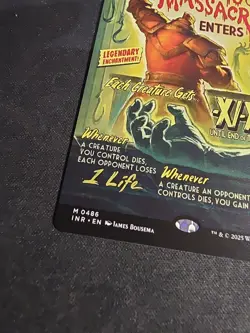 MASSACR
ENTERS
LEGENDARY
ENCHANTMENT!
Each Creature Gets
-X/-
UNTIL END O
Whenever
A CREATURE
YOU CONTROL DIES,
EACH OPPONENT LOSES
1 Life
Whenever
A CREATURE AN OPPONENT
CONTROLS DIES, YOU GAIN
M 0486
INR • EN James Bousema
™ & © 2025